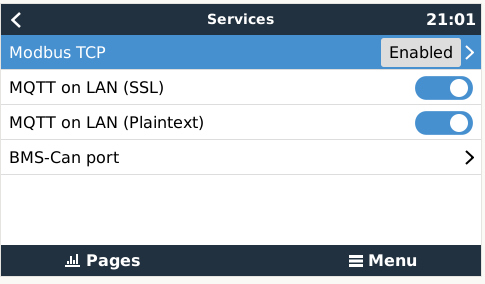 Services 21:01
Modbus TCP Enabled
MQTT on LAN (SSL)
MQTT on LAN (Plaintext)
BMS-Can port
Pages Menu